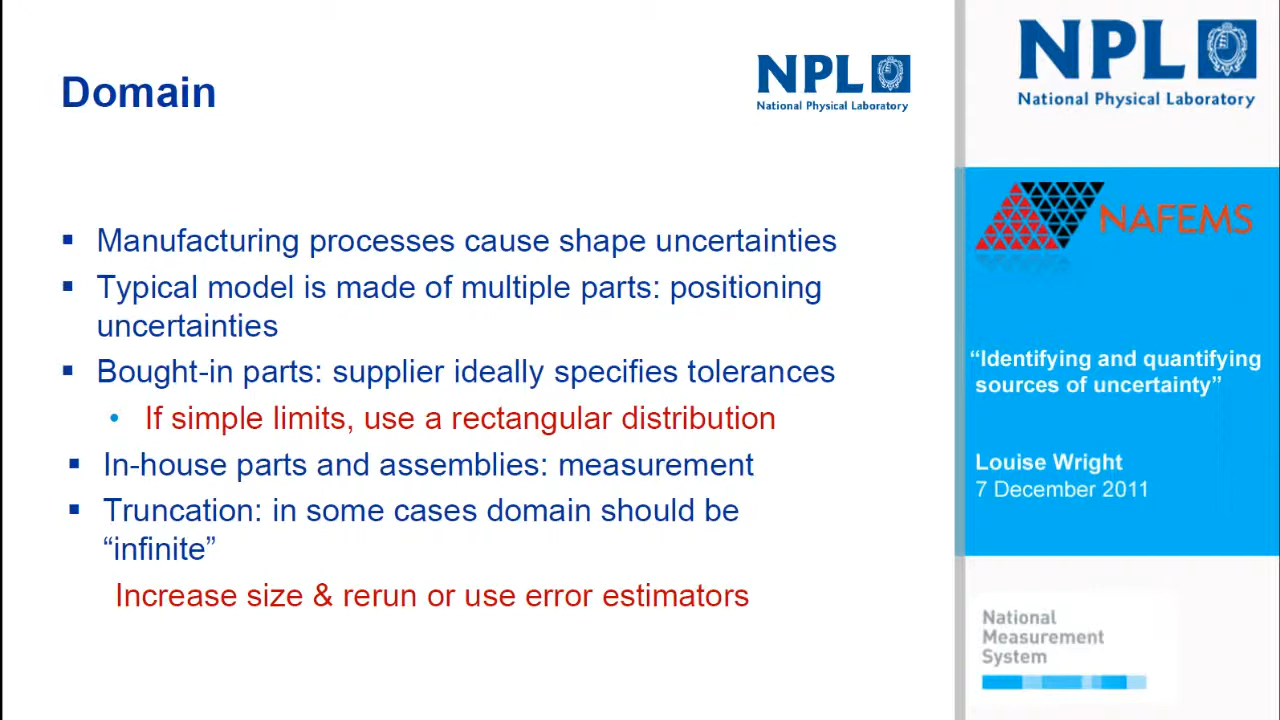 Domain
NPL
National Physical Laboratory
▪ Manufacturing processes cause shape uncertainties
▪ Typical model is made of multiple parts: positioning
uncertainties
▪ Bought-in parts: supplier ideally specifies tolerances
• If simple limits, use a rectangular distribution
▪ In-house parts and assemblies: measurement
▪ Truncation: in some cases domain should be
“infinite”
Increase size & rerun or use error estimators
NPL
National Physical Laboratory
NAFEMS
“Identifying and quantifying
sources of uncertainty”
Louise Wright
7 December 2011
National
Measurement
System